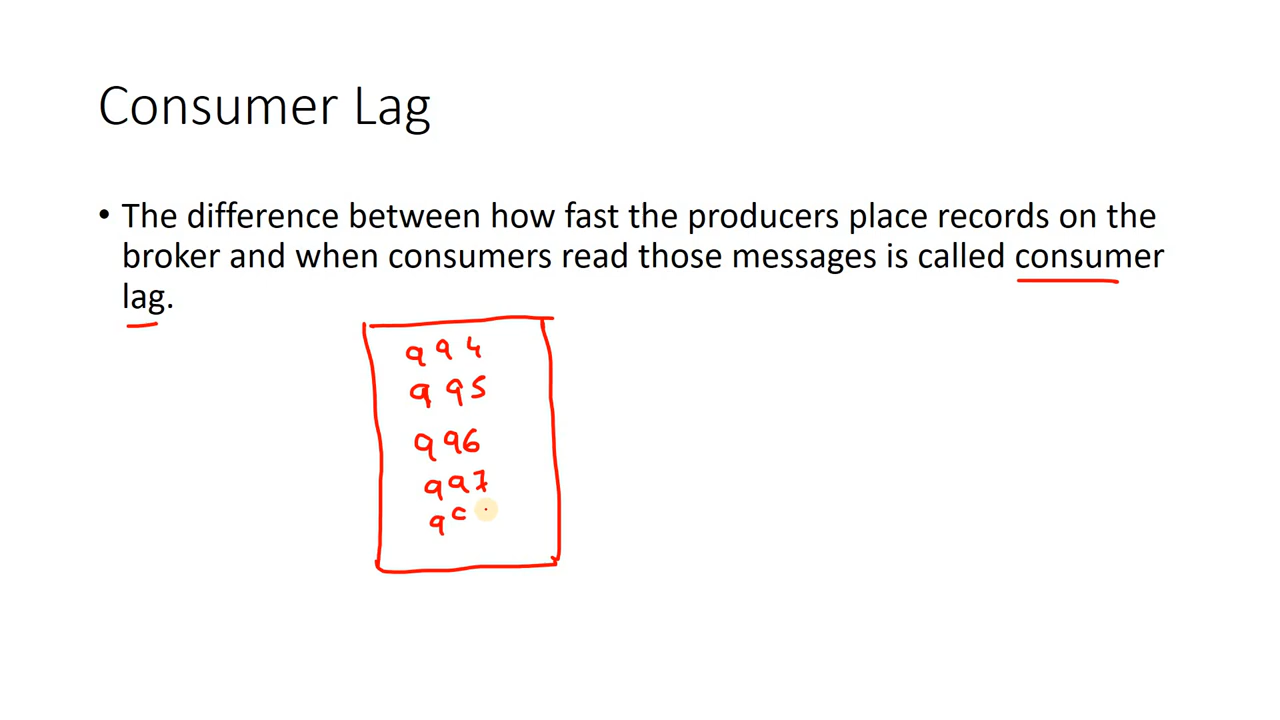 Consumer Lag
• The difference between how fast the producers place records on the
broker and when consumers read those messages is called consumer
lag.
994
995
996
997
9